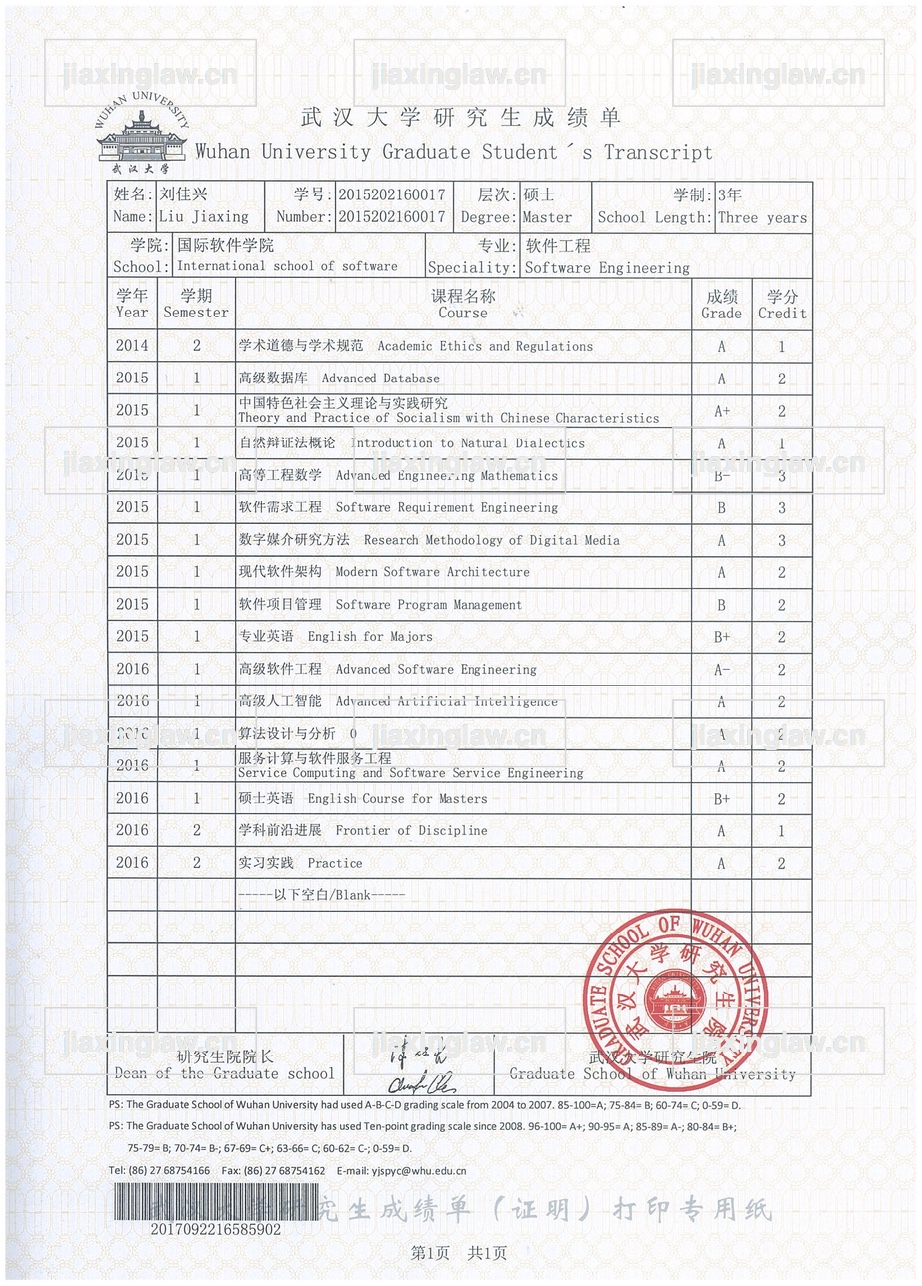 jiaxinglaw.cn jiaxinglaw.cn jiaxinglaw.cn
WUHAN UNIVERSITY
武汉大学
武汉大学研究生成绩单
Wuhan University Graduate Student´s Transcript
姓名: 刘佳兴 学号: 2015202160017 层次: 硕士 学制: 3年
Name: Liu Jiaxing Number: 2015202160017 Degree: Master School Length: Three years
学院: 国际软件学院 专业: 软件工程
School: International school of software Speciality: Software Engineering
学年 学期 课程名称 成绩 学分
Year Semester Course Grade Credit
2014 2 学术道德与学术规范 Academic Ethics and Regulations A 1
2015 1 高级数据库 Advanced Database A 2
2015 1 中国特色社会主义理论与实践研究 A+ 2
Theory and Practice of Socialism with Chinese Characteristics
2015 1 自然辩证法概论 Introduction to Natural Dialectics A 1
jiaxinglaw.cn jiaxinglaw.cn jiaxinglaw.cn
2015 1 高等工程数学 Advanced Engineering Mathematics B- 3
2015 1 软件需求工程 Software Requirement Engineering B 3
2015 1 数字媒介研究方法 Research Methodology of Digital Media A 3
2015 1 现代软件架构 Modern Software Architecture A 2
2015 1 软件项目管理 Software Program Management B 2
2015 1 专业英语 English for Majors B+ 2
2016 1 高级软件工程 Advanced Software Engineering A- 2
2016 1 高级人工智能 Advanced Artificial Intelligence A 2
jiaxinglaw.cn jiaxinglaw.cn jiaxinglaw.cn
2016 1 算法设计与分析 0 A 2
2016 1 服务计算与软件服务工程 A 2
Service Computing and Software Service Engineering
2016 1 硕士英语 English Course for Masters B+ 2
2016 2 学科前沿进展 Frontier of Discipline A 1
2016 2 实习实践 Practice A 2
-----以下空白/Blank-----
GRADUATE SCHOOL OF WUHAN UNIVERSITY
武汉大学研究生院
jiaxinglaw.cn jiaxinglaw.cn jiaxinglaw.cn
研究生院院长 武汉大学研究生院
Dean of the Graduate school Graduate School of Wuhan University
PS: The Graduate School of Wuhan University had used A-B-C-D grading scale from 2004 to 2007. 85-100=A; 75-84= B; 60-74= C; 0-59= D.
PS: The Graduate School of Wuhan University has used Ten-point grading scale since 2008. 96-100= A+; 90-95= A; 85-89= A-; 80-84= B+;
75-79= B; 70-74= B-; 67-69= C+; 63-66= C; 60-62= C-; 0-59= D.
Tel: (86) 27 68754166 Fax: (86) 27 68754162 E-mail: yjspyc@whu.edu.cn
武汉大学研究生成绩单（证明）打印专用纸
2017092216585902
第1页 共1页